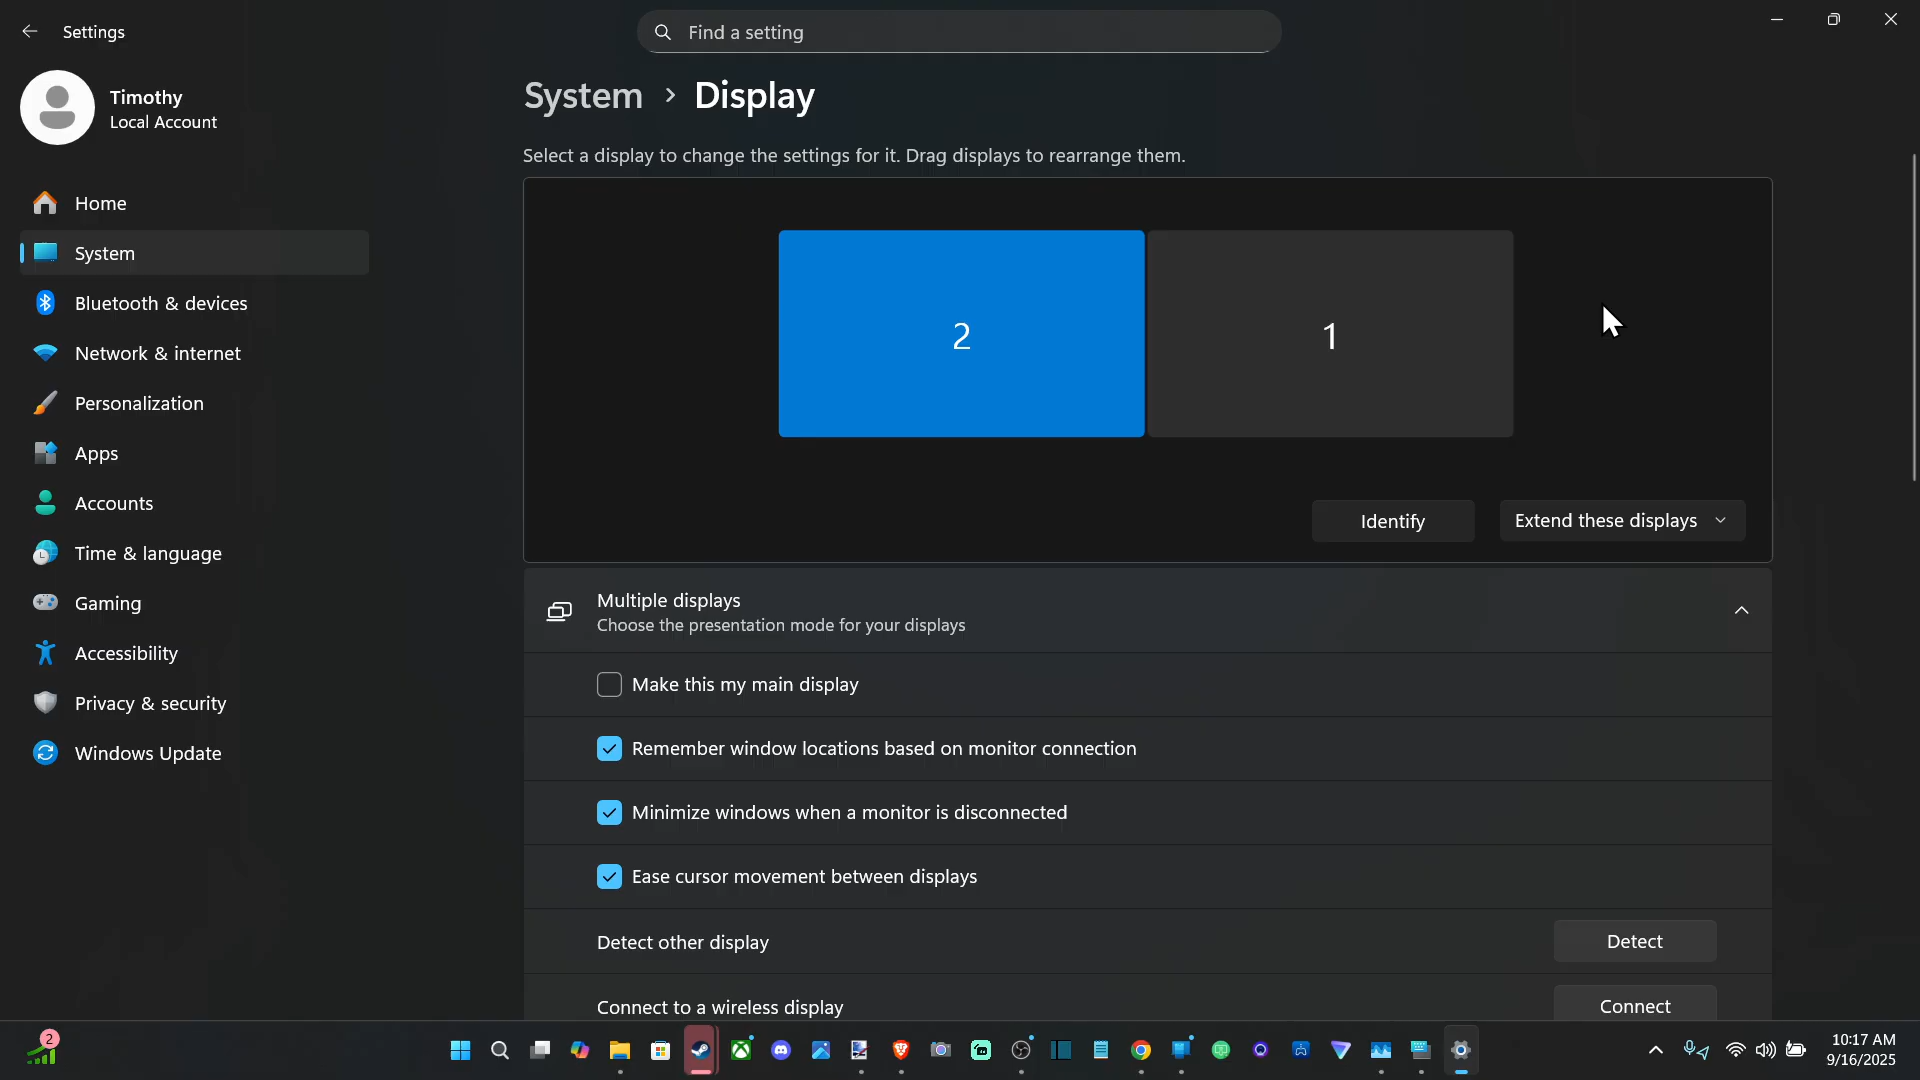 Settings
Find a setting
Timothy
Local Account
Home
System
Bluetooth & devices
Network & internet
Personalization
Apps
Accounts
Time & language
Gaming
Accessibility
Privacy & security
Windows Update
System > Display
Select a display to change the settings for it. Drag displays to rearrange them.
2
1
Identify
Extend these displays
Multiple displays
Choose the presentation mode for your displays
Make this my main display
Remember window locations based on monitor connection
Minimize windows when a monitor is disconnected
Ease cursor movement between displays
Detect other display
Detect
Connect to a wireless display
Connect
2
10:17 AM
9/16/2025